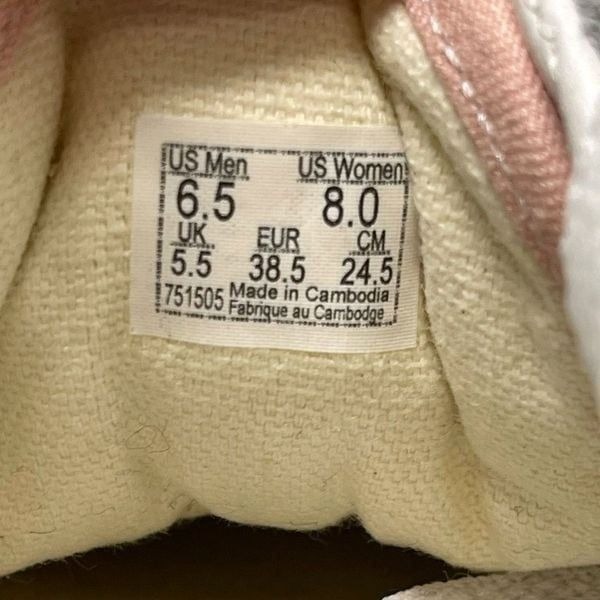 US Men US Women
6.5 8.0
UK EUR CM
5.5 38.5 24.5
751505 Made in Cambodia
Fabrique au Cambodge